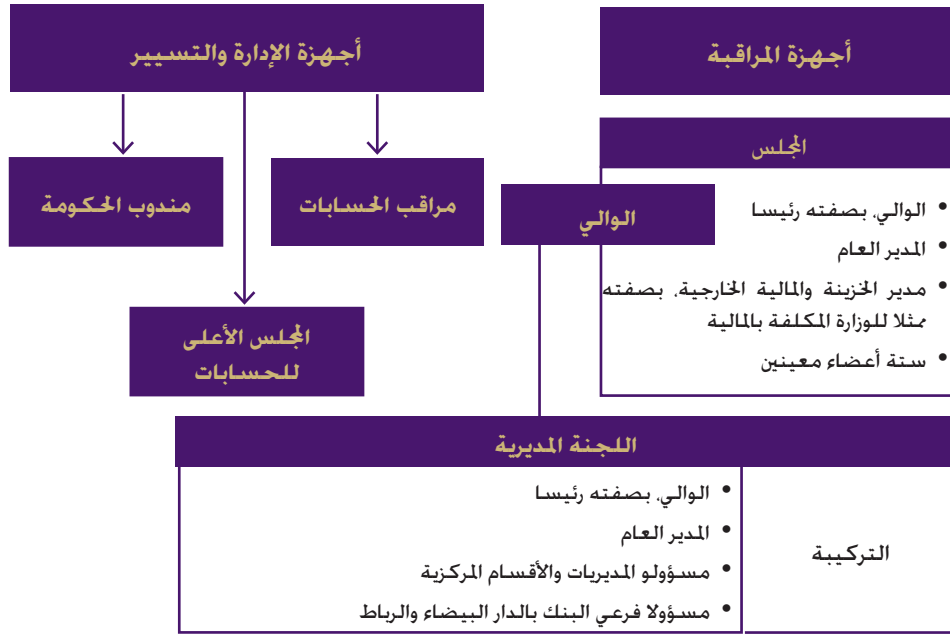 أجهزة المراقبة
أجهزة الإدارة والتسيير
المجلس
• الوالي، بصفته رئيسا
• المدير العام
• مدير الخزينة والمالية الخارجية، بصفته
ممثلا للوزارة المكلفة بالمالية
• ستة أعضاء معينين
الوالي
مراقب الحسابات
مندوب الحكومة
المجلس الأعلى
للحسابات
اللجنة المديرية
التركيبة
• الوالي، بصفته رئيسا
• المدير العام
• مسؤولو المديريات والأقسام المركزية
• مسؤولا فرعي البنك بالدار البيضاء والرباط